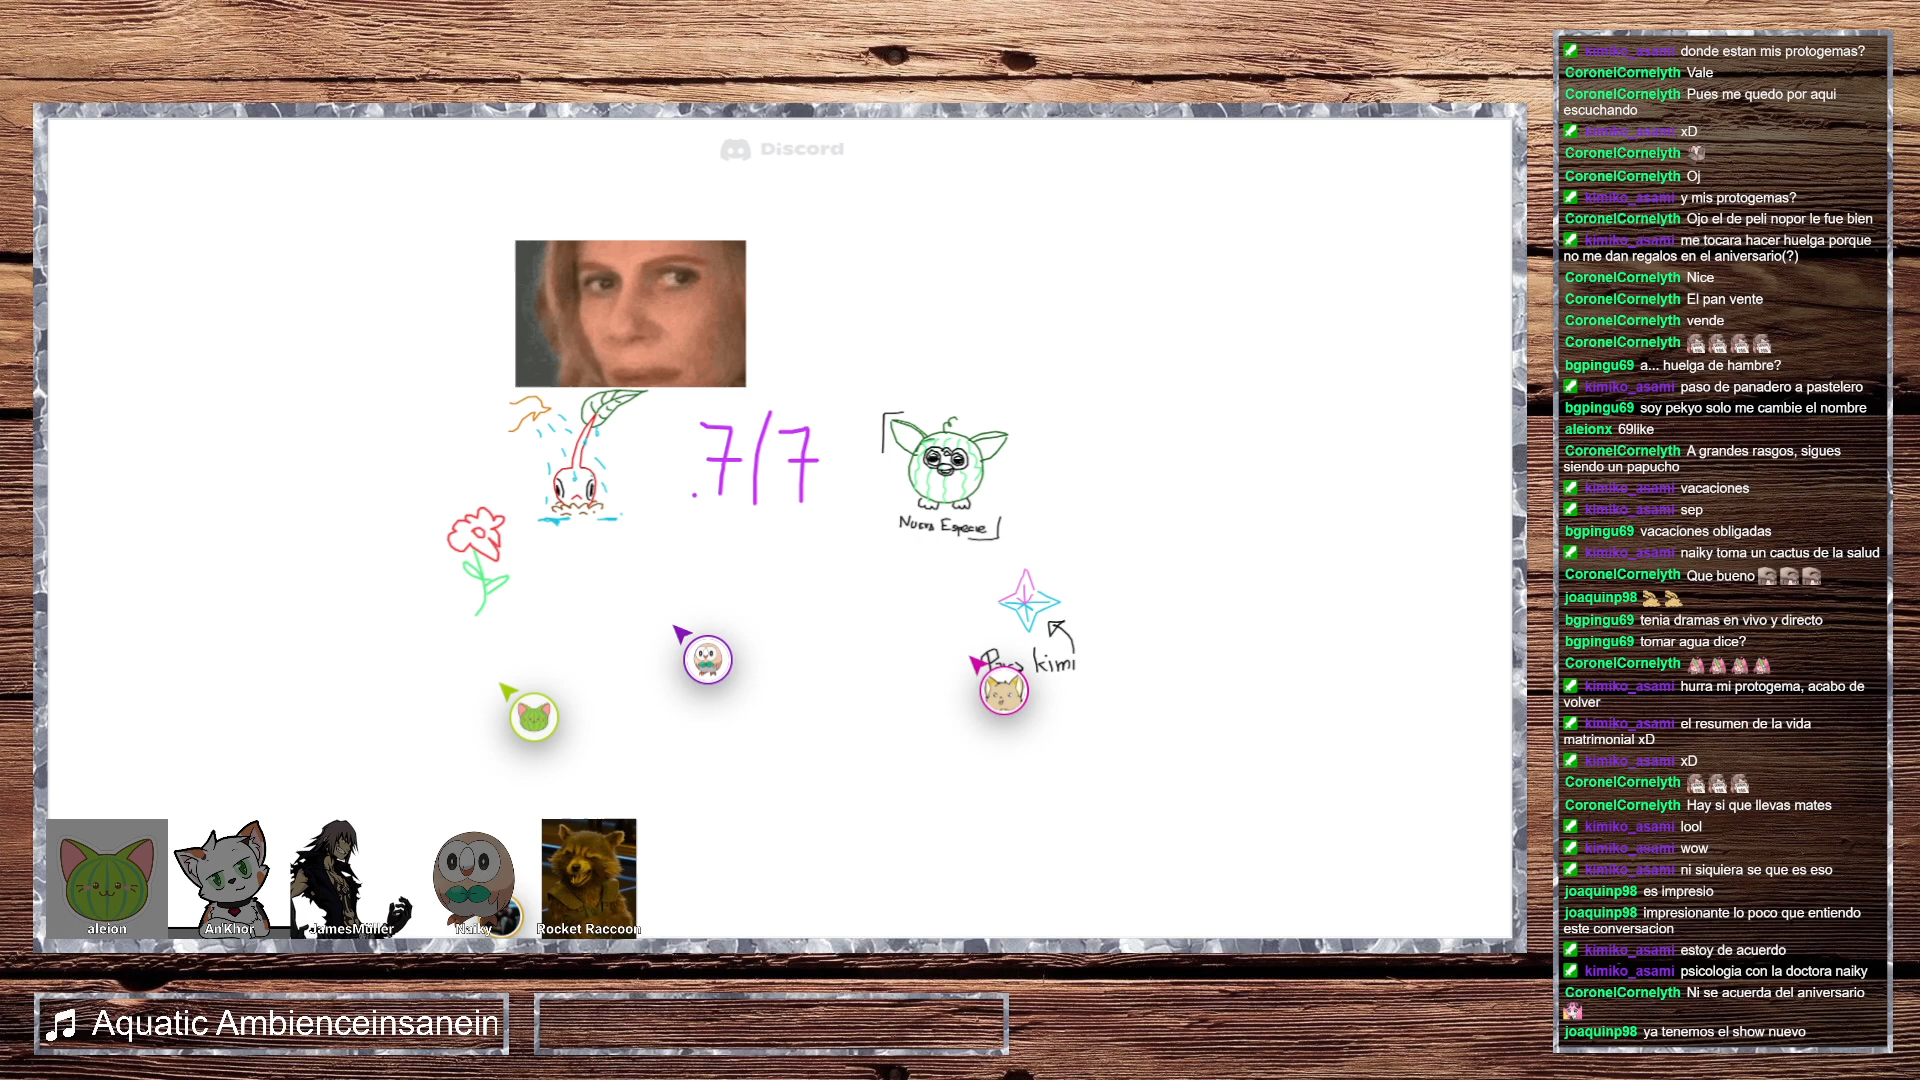 Discord
.7/7
Nueva Especie
Para kimi
aleion
An'Khor
JamesMüller
Naiky
Rocket Raccoon
Aquatic Ambienceinsanein
kimiko_asami donde estan mis protogemas?
CoronelCornelyth Vale
CoronelCornelyth Pues me quedo por aqui
escuchando
kimiko_asami xD
CoronelCornelyth
CoronelCornelyth Oj
kimiko_asami y mis protogemas?
CoronelCornelyth Ojo el de peli nopor le fue bien
kimiko_asami me tocara hacer huelga porque
no me dan regalos en el aniversario(?)
CoronelCornelyth Nice
CoronelCornelyth El pan vente
CoronelCornelyth vende
CoronelCornelyth
bgpingu69 a... huelga de hambre?
kimiko_asami paso de panadero a pastelero
bgpingu69 soy pekyo solo me cambie el nombre
aleionx 69like
CoronelCornelyth A grandes rasgos, sigues
siendo un papucho
kimiko_asami vacaciones
kimiko_asami sep
bgpingu69 vacaciones obligadas
kimiko_asami naiky toma un cactus de la salud
CoronelCornelyth Que bueno
joaquinp98
bgpingu69 tenia dramas en vivo y directo
bgpingu69 tomar agua dice?
CoronelCornelyth
kimiko_asami hurra mi protogema, acabo de
volver
kimiko_asami el resumen de la vida
matrimonial xD
kimiko_asami xD
CoronelCornelyth
CoronelCornelyth Hay si que llevas mates
kimiko_asami lool
kimiko_asami wow
kimiko_asami ni siquiera se que es eso
joaquinp98 es impresio
joaquinp98 impresionante lo poco que entiendo
este conversacion
kimiko_asami estoy de acuerdo
kimiko_asami psicologia con la doctora naiky
CoronelCornelyth Ni se acuerda del aniversario
joaquinp98 ya tenemos el show nuevo